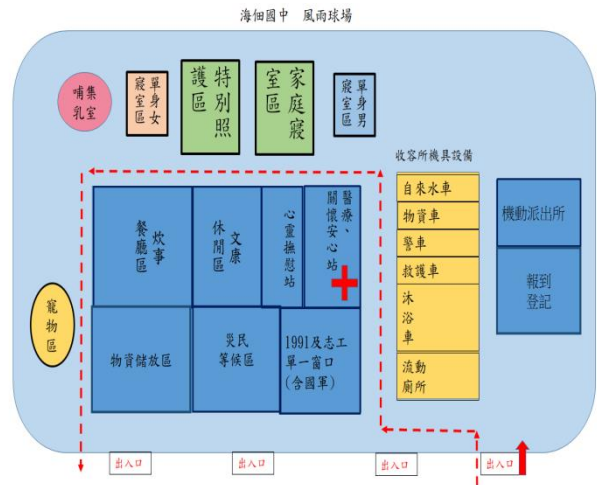 海佃國中 風雨球場
哺集
乳室
單身女
寢室區
特別照
護區
家庭寢
室區
單身男
寢室區
收容所機具設備
自來水車
物資車
警車
救護車
沐
浴
車
流動
廁所
機動派出所
報到
登記
炊事
餐廳區
文康
休閒區
心靈撫慰站
醫療、
關懷安心站
寵
物
區
物資儲放區
災民
等候區
1991及志工
單一窗口
(含國軍)
出入口
出入口
出入口
出入口